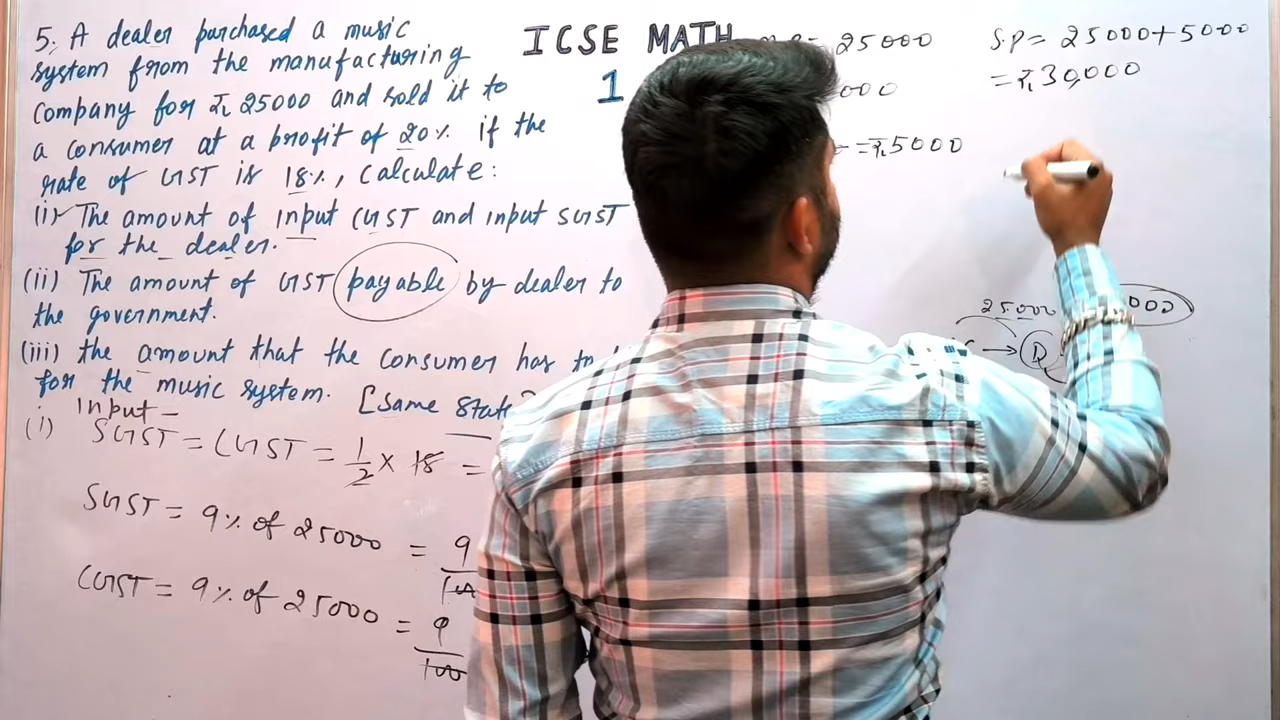 5. A dealer purchased a music
system from the manufacturing
company for ₹ 25000 and sold it to
a consumer at a profit of 20% if the
rate of GST is 18%, calculate:
(i) The amount of input CGST and input SGST
for the dealer.
(ii) The amount of GST payable by dealer to
the government.
(iii) the amount that the consumer has to
for the music system. [Same State
(i) Input -
SGST = CGST = 1/2 × 18 =
SGST = 9% of 25000 = 9/100
CGST = 9% of 25000 = 9/100
ICSE MATH
1
= 25000
000
= ₹5000
S.P = 25000+5000
= ₹30,000
25000
000
D